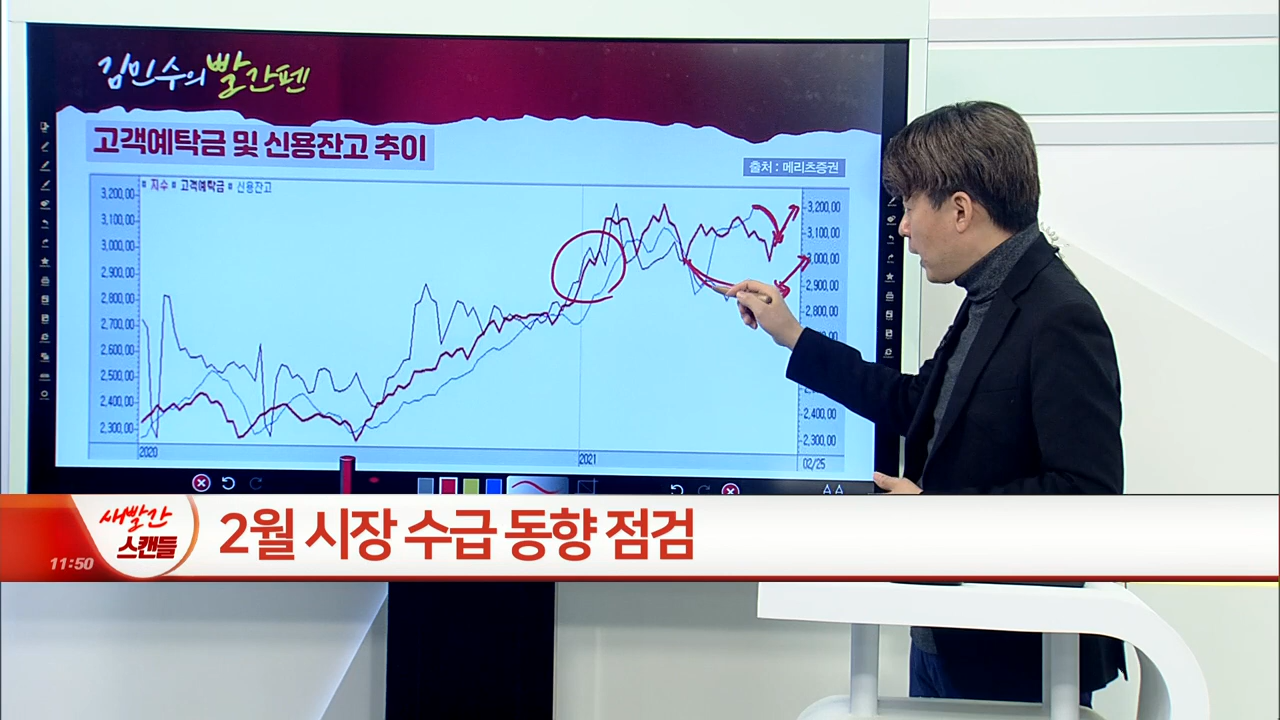 김민수의 빨간펜
고객예탁금 및 신용잔고 추이
출처 : 메리츠증권
■ 지수 ■ 고객예탁금 ■ 신용잔고
3,200.00
3,100.00
3,000.00
2,900.00
2,800.00
2,700.00
2,600.00
2,500.00
2,400.00
2,300.00
3,200.00
3,100.00
3,000.00
2,900.00
2,800.00
2,400.00
2,300.00
2020
2021
02/25
A A
새빨간
스캔들
11:50
2월 시장 수급 동향 점검